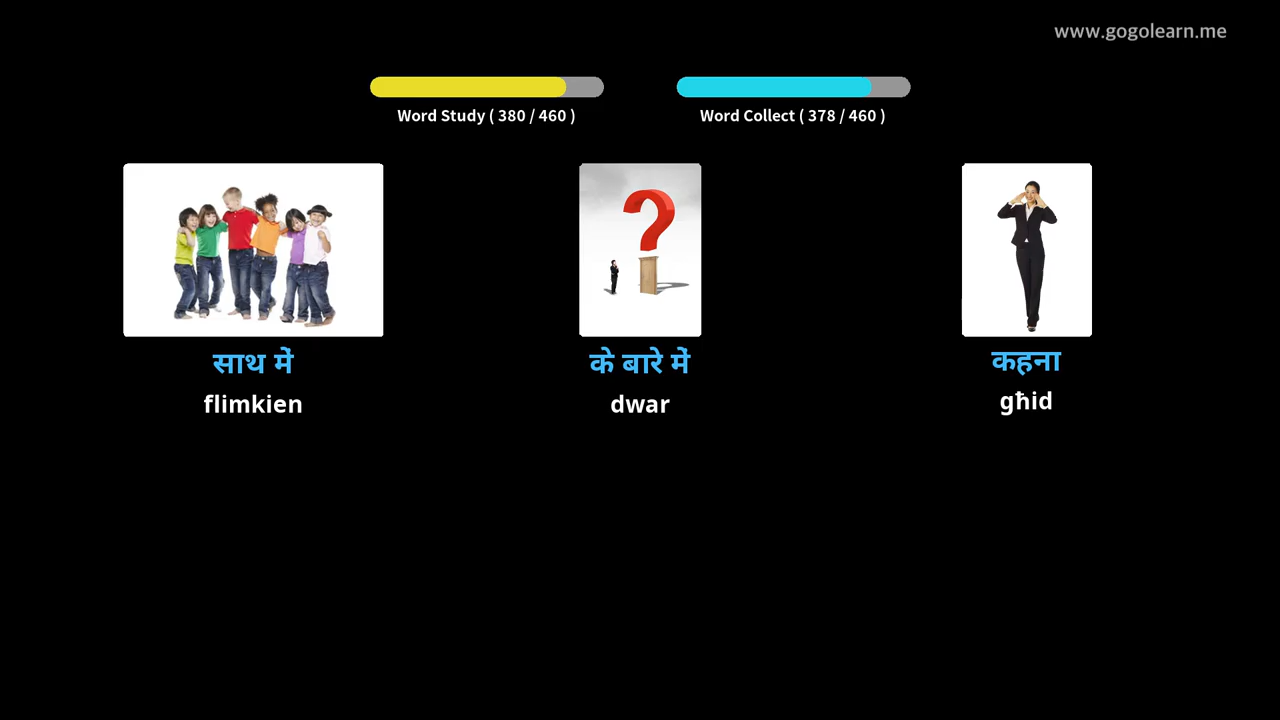 www.gogolearn.me
Word Study ( 380 / 460 )
Word Collect ( 378 / 460 )
साथ में
के बारे में
कहना
flimkien
dwar
għid